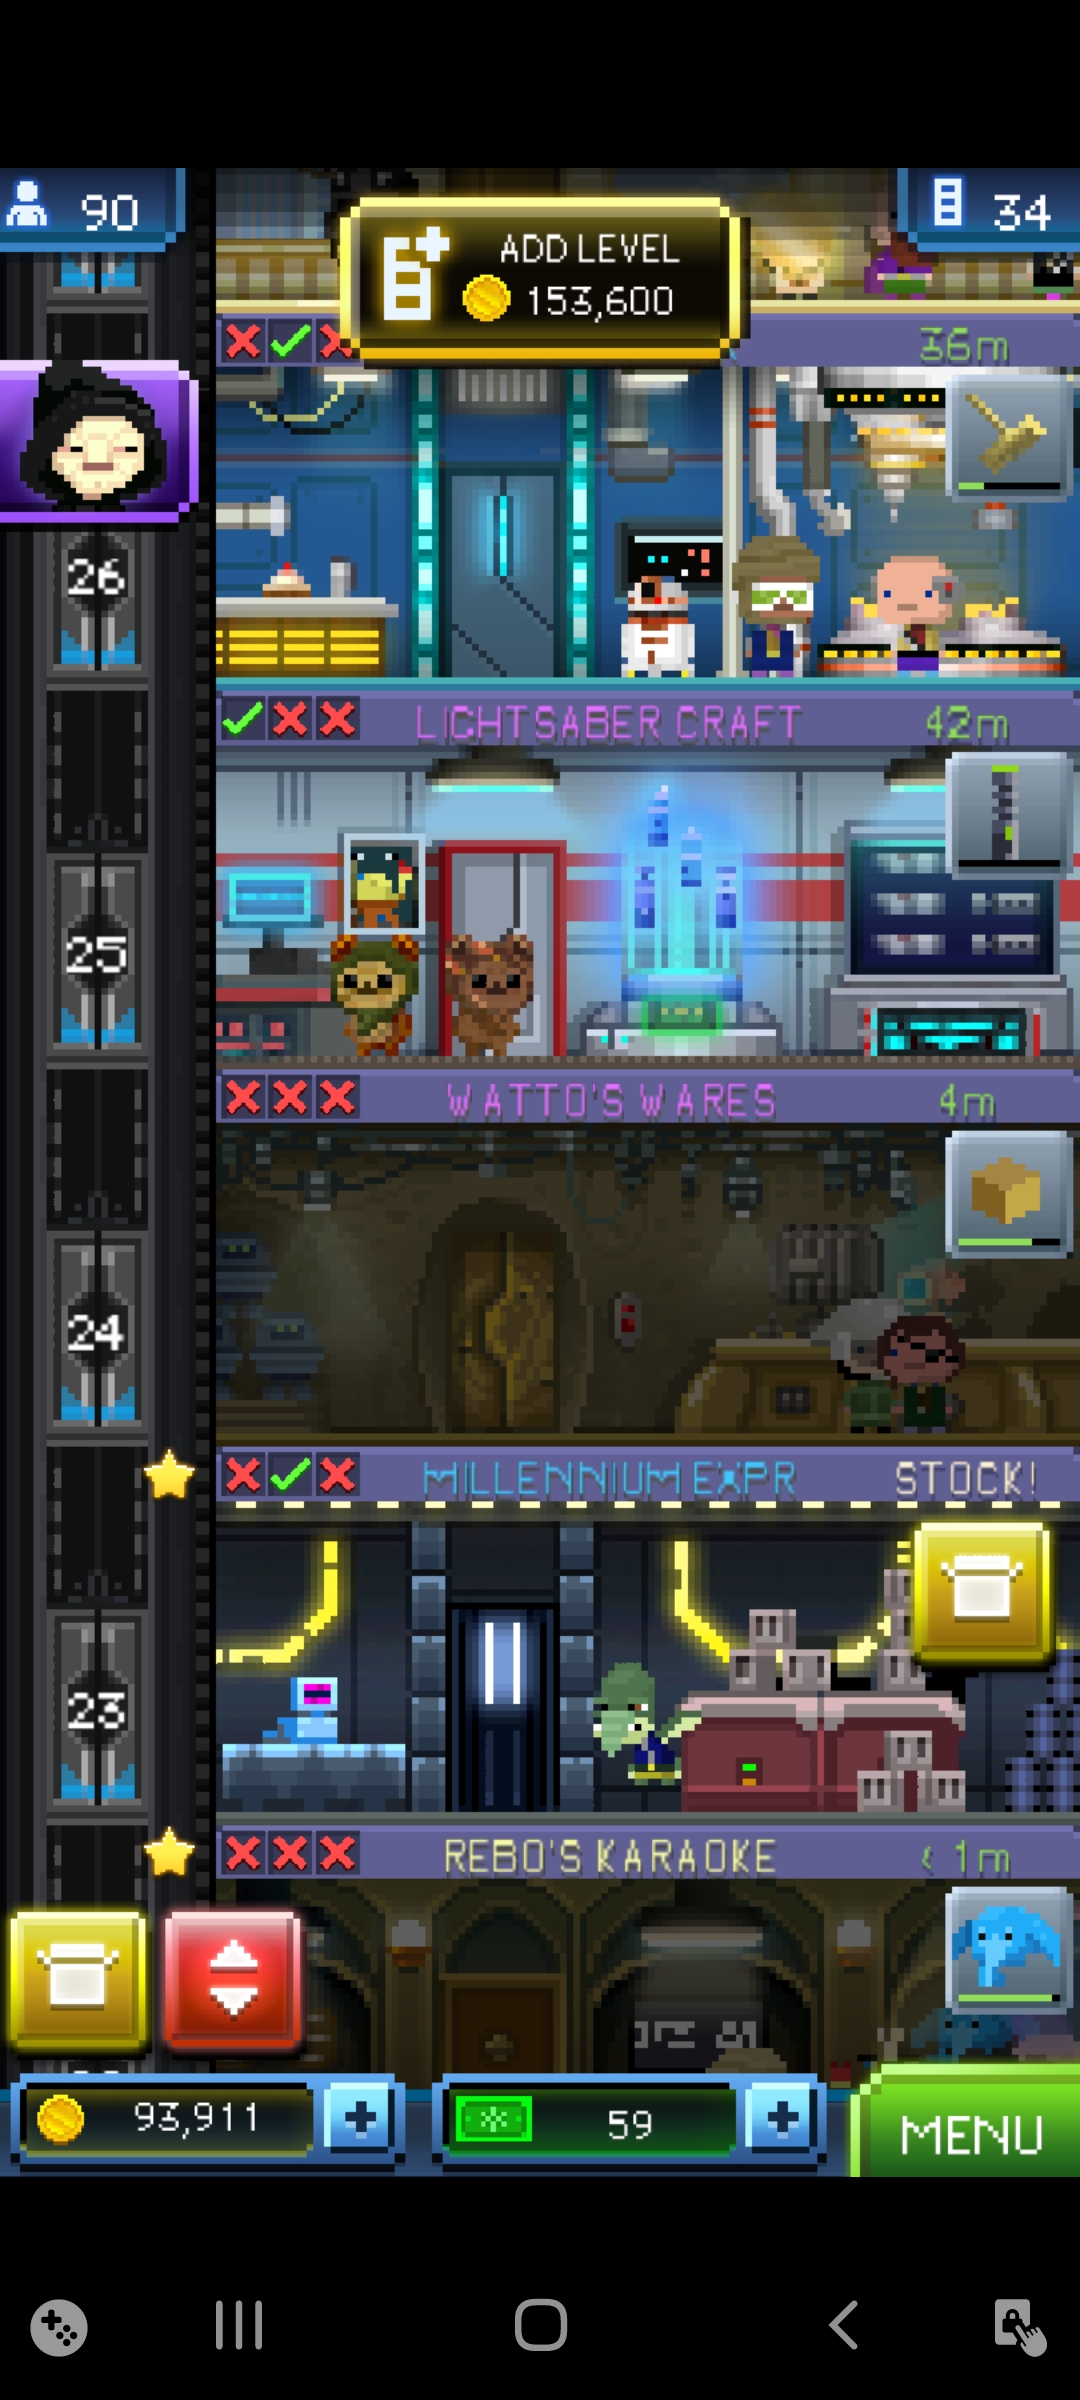 90
ADD LEVEL
153,600
34
36m
26
LIGHTSABER CRAFT
42m
25
WATTO'S WARES
4m
24
MILLENNIUM EXPR
STOCK!
23
REBO'S KARAOKE
< 1m
93,911
59
MENU